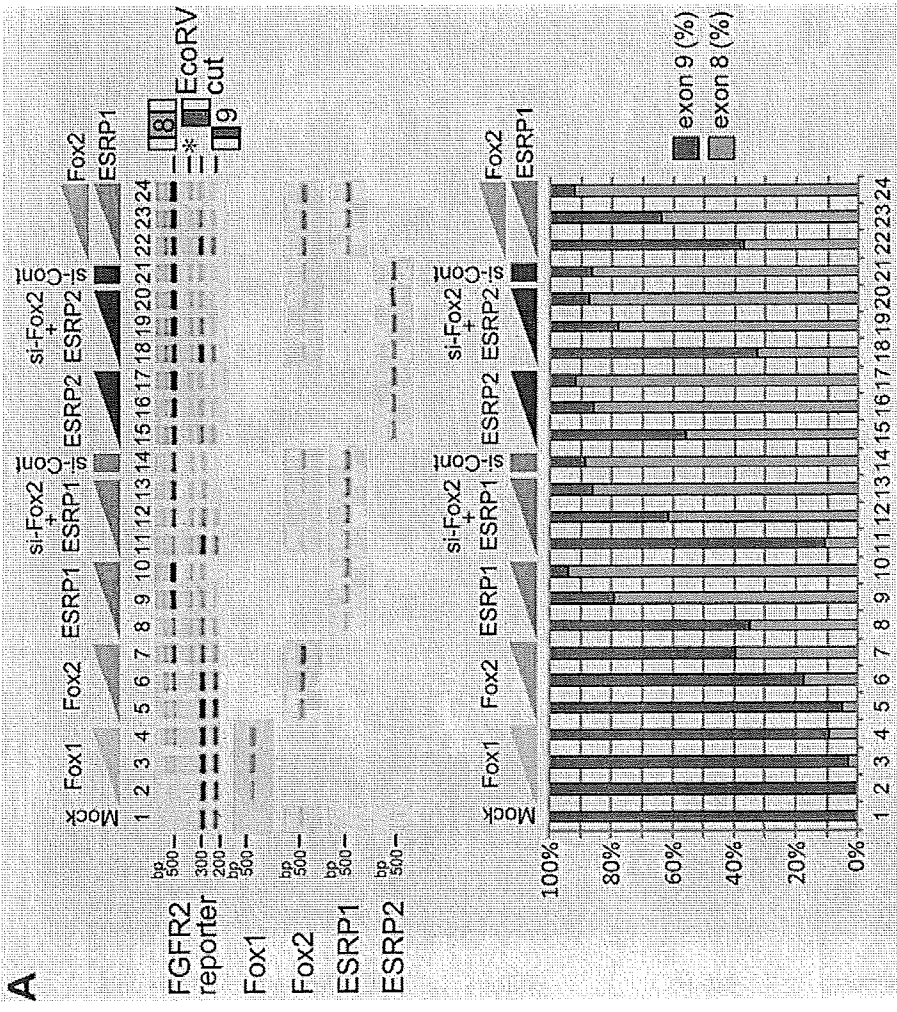 A
Mock
Fox1
Fox2
ESRP1
si-Fox2
+
ESRP1
si-Cont
ESRP2
si-Fox2
+
ESRP2
si-Cont
Fox2
ESRP1
1 2 3 4 5 6 7 8 9 10 11 12 13 14 15 16 17 18 19 20 21 22 23 24
FGFR2
reporter
bp
500
300
200
8
*
EcoRV
cut
9
Fox1
bp
500
Fox2
500
ESRP1
500
ESRP2
bp
500
Mock
Fox1
Fox2
ESRP1
si-Fox2
+
ESRP1
si-Cont
ESRP2
si-Fox2
+
ESRP2
si-Cont
Fox2
ESRP1
100%
80%
60%
40%
20%
0%
exon 9 (%)
exon 8 (%)
1 2 3 4 5 6 7 8 9 10 11 12 13 14 15 16 17 18 19 20 21 22 23 24